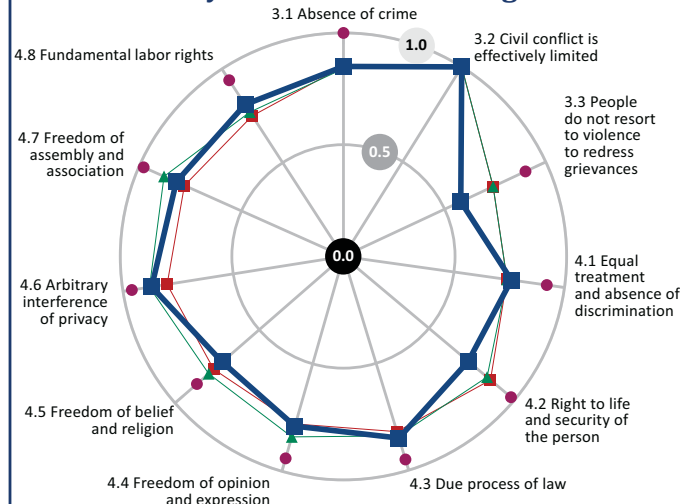 3.1 Absence of crime
1.0
3.2 Civil conflict is
effectively limited
4.8 Fundamental labor rights
3.3 People
do not resort
to violence
to redress
grievances
0.5
4.7 Freedom of
assembly and
association
0.0
4.1 Equal
treatment
and absence of
discrimination
4.6 Arbitrary
interference
of privacy
4.2 Right to life
and security of
the person
4.5 Freedom of belief
and religion
4.3 Due process of law
4.4 Freedom of opinion
and expression